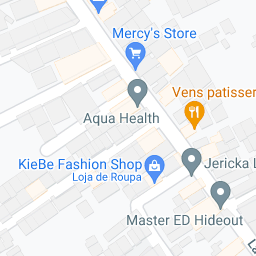 Mercy's Store
Vens patisser
Aqua Health
KieBe Fashion Shop
Loja de Roupa
Jericka L
Master ED Hideout